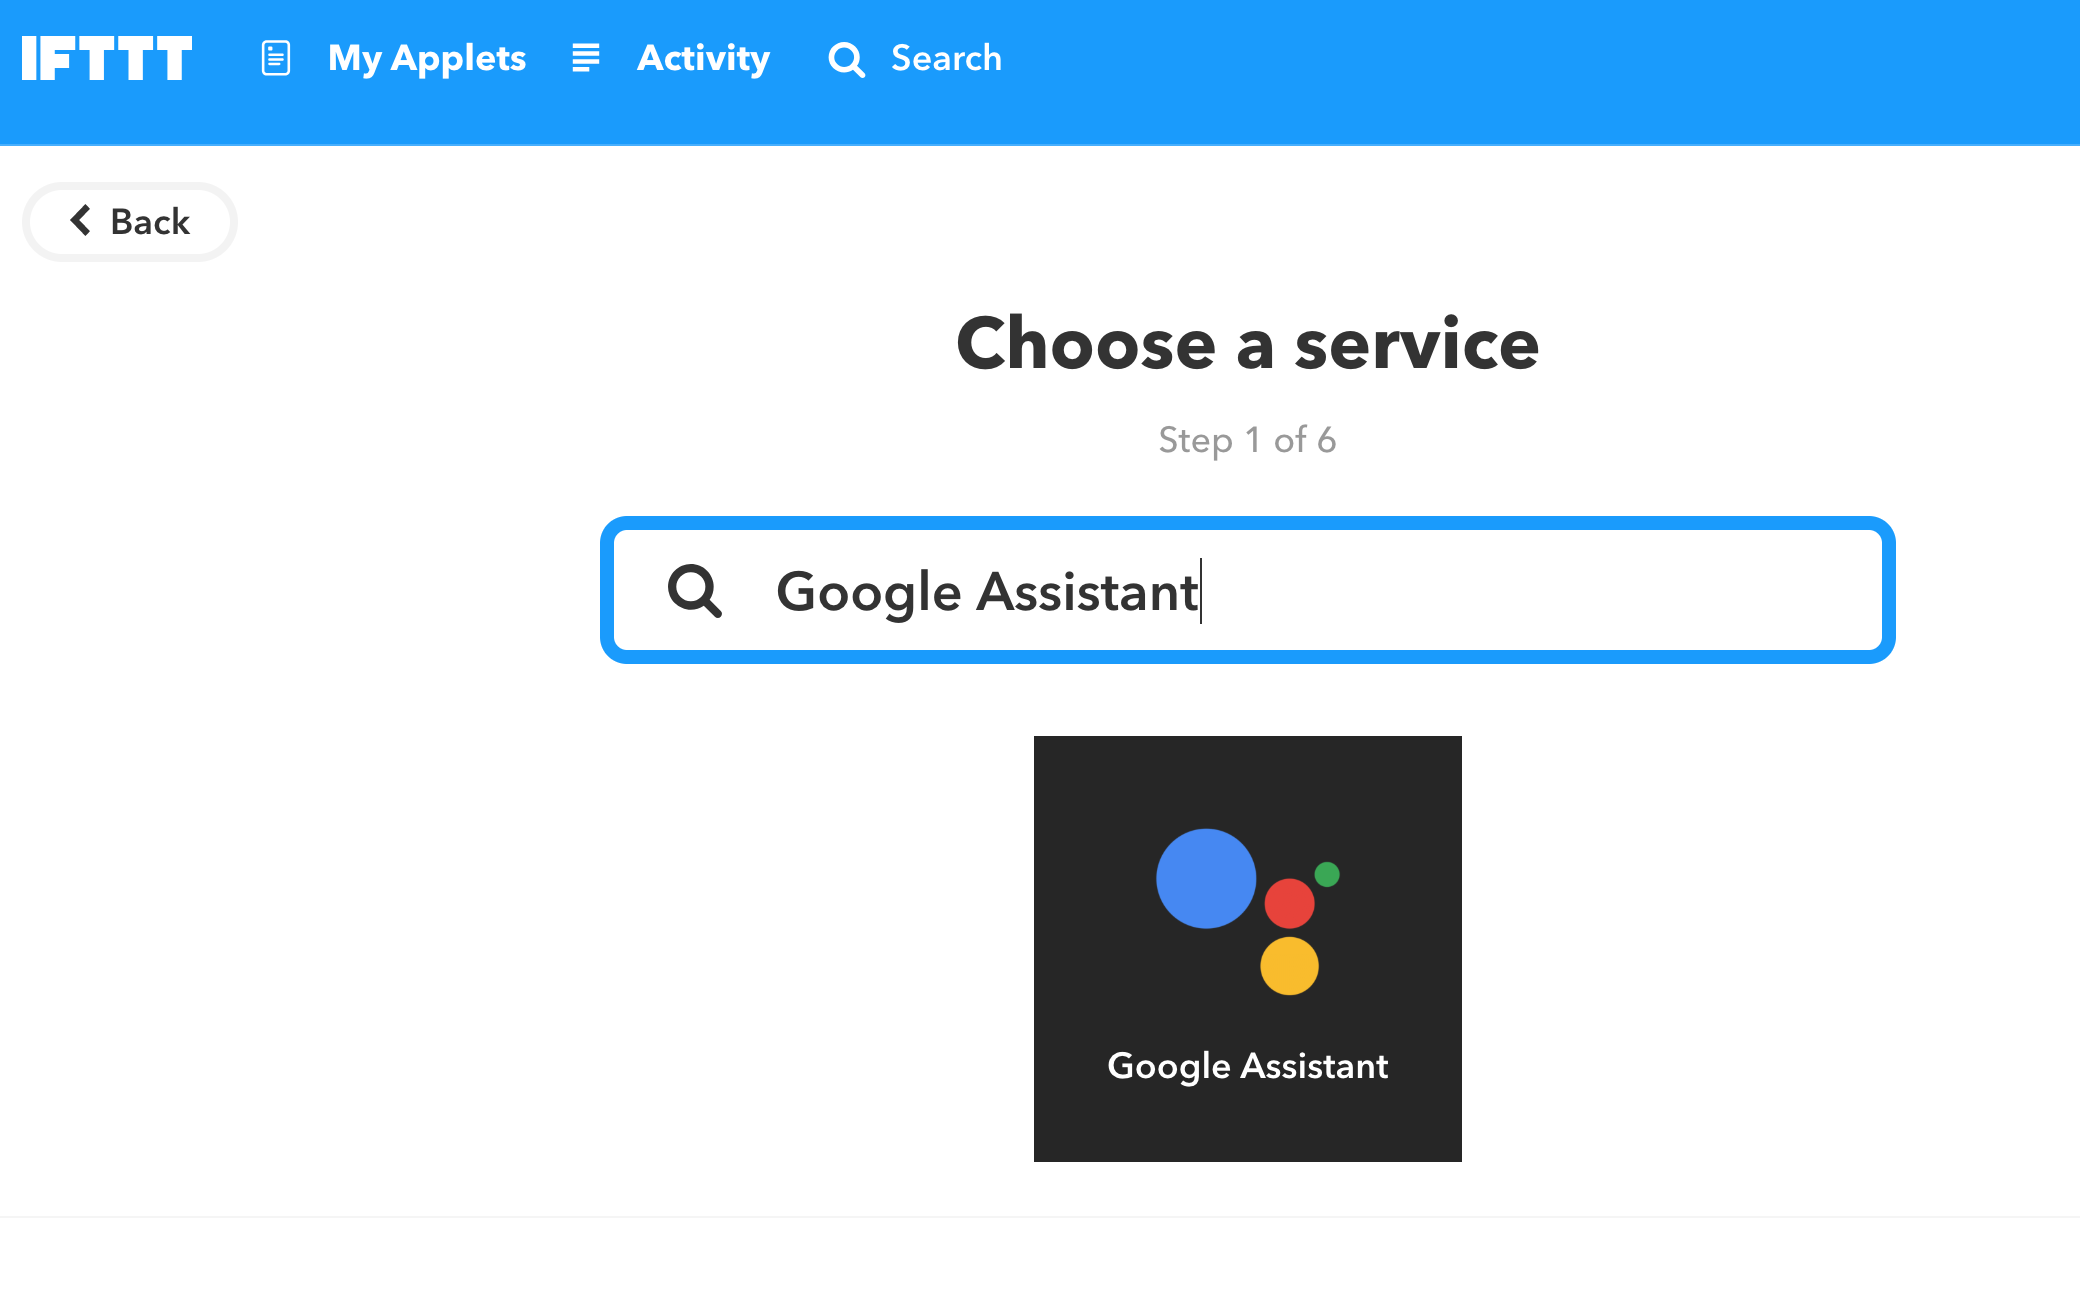 IFTTT My Applets Activity Search
Back
Choose a service
Step 1 of 6
Google Assistant
Google Assistant